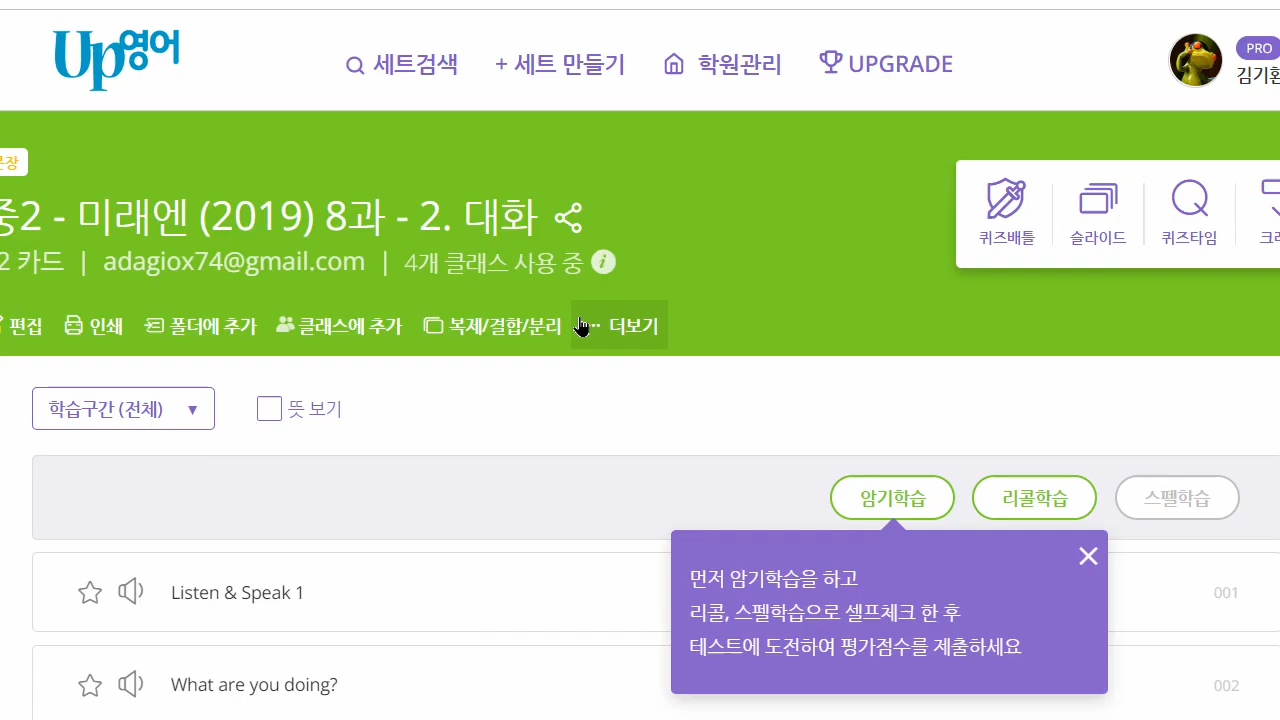 Up영어
세트검색
+ 세트 만들기
학원관리
UPGRADE
PRO
중2 - 미래엔 (2019) 8과 - 2. 대화
2 카드 | adagiox74@gmail.com | 4개 클래스 사용 중
퀴즈배틀
슬라이드
퀴즈타임
편집
인쇄
폴더에 추가
클래스에 추가
복제/결합/분리
더보기
학습구간 (전체) ▼
뜻 보기
암기학습
리콜학습
스펠학습
먼저 암기학습을 하고
리콜, 스펠학습으로 셀프체크 한 후
테스트에 도전하여 평가점수를 제출하세요
Listen & Speak 1
001
What are you doing?
002